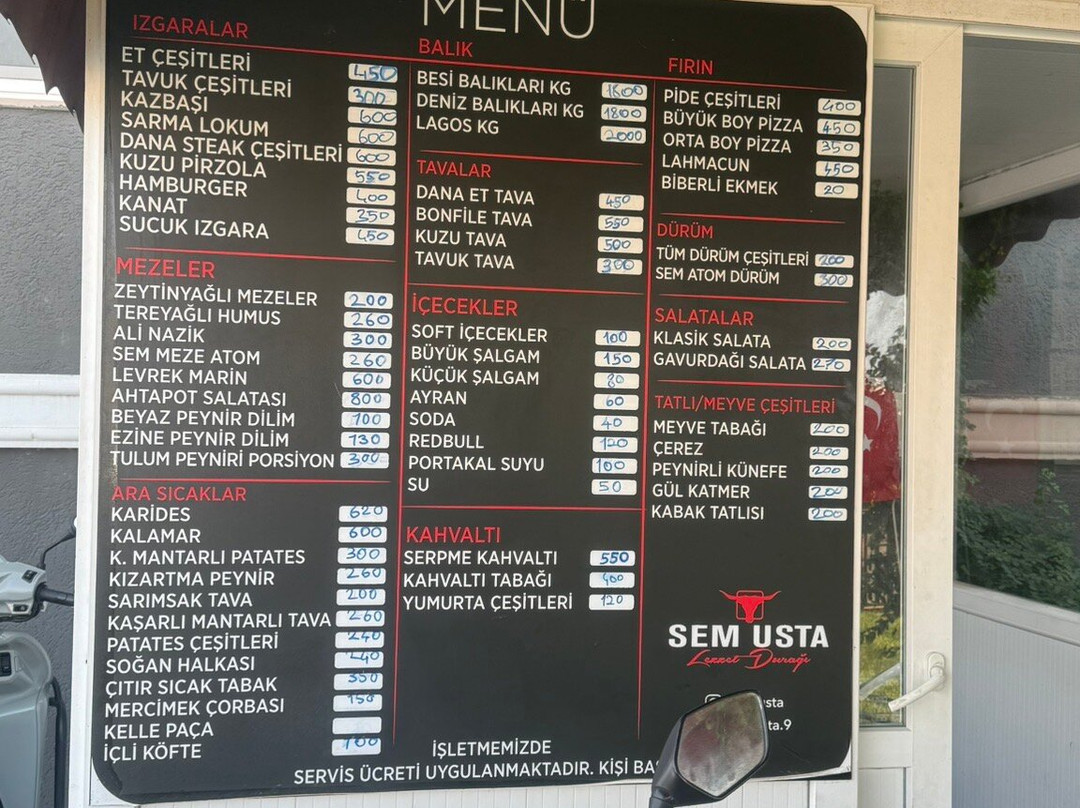 MENÜ
IZGARALAR
ET ÇEŞİTLERİ 450
TAVUK ÇEŞİTLERİ 300
KAZBAŞI 600
SARMA LOKUM 600
DANA STEAK ÇEŞİTLERİ 600
KUZU PİRZOLA 550
HAMBURGER 400
KANAT 350
SUCUK IZGARA 450
MEZELER
ZEYTİNYAĞLI MEZELER 200
TEREYAĞLI HUMUS 260
ALİ NAZİK 300
SEM MEZE ATOM 260
LEVREK MARİN 600
AHTAPOT SALATASI 800
BEYAZ PEYNİR DİLİM 100
EZİNE PEYNİR DİLİM 130
TULUM PEYNİRİ PORSİYON 300
ARA SICAKLAR
KARİDES 620
KALAMAR 600
K. MANTARLI PATATES 300
KIZARTMA PEYNİR 260
SARIMSAK TAVA 200
KAŞARLI MANTARLI TAVA 260
PATATES ÇEŞİTLERİ 240
SOĞAN HALKASI
ÇITIR SICAK TABAK 350
MERCİMEK ÇORBASI 150
KELLE PAÇA
İÇLİ KÖFTE 100
BALIK
BESİ BALIKLARI KG
DENİZ BALIKLARI KG 1800
LAGOS KG 2000
TAVALAR
DANA ET TAVA 450
BONFİLE TAVA 550
KUZU TAVA 500
TAVUK TAVA 300
İÇECEKLER
SOFT İÇECEKLER 100
BÜYÜK ŞALGAM 150
KÜÇÜK ŞALGAM
AYRAN 60
SODA 40
REDBULL 120
PORTAKAL SUYU 100
SU 50
KAHVALTI
SERPME KAHVALTI 550
KAHVALTI TABAĞI 400
YUMURTA ÇEŞİTLERİ 120
FIRIN
PİDE ÇEŞİTLERİ 400
BÜYÜK BOY PİZZA 450
ORTA BOY PİZZA 350
LAHMACUN
BİBERLİ EKMEK 20
DÜRÜM
TÜM DÜRÜM ÇEŞİTLERİ 200
SEM ATOM DÜRÜM 300
SALATALAR
KLASİK SALATA 200
GAVURDAĞI SALATA 270
TATLI/MEYVE ÇEŞİTLERİ
MEYVE TABAĞI 200
ÇEREZ 200
PEYNİRLİ KÜNEFE 200
GÜL KATMER 200
KABAK TATLISI 200
SEM USTA
Lezzet Durağı
İŞLETMEMİZDE
SERVİS ÜCRETİ UYGULANMAKTADIR. KİŞİ